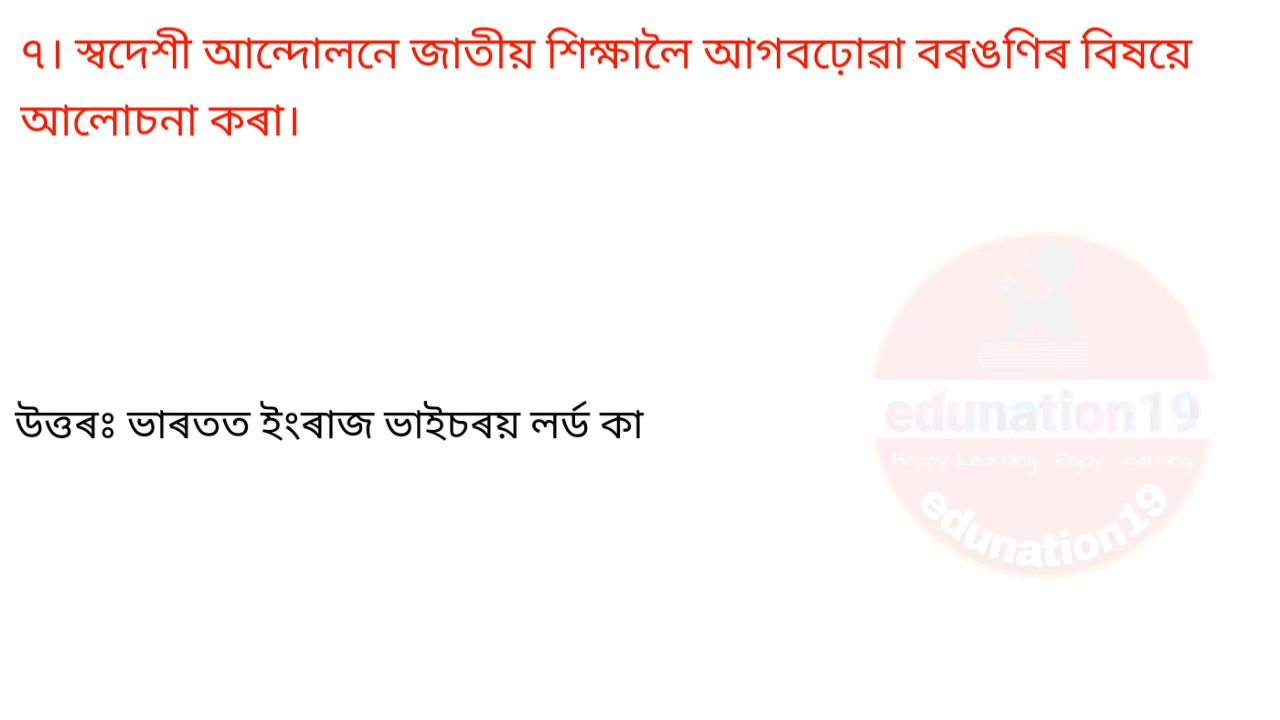 ৭। স্বদেশী আন্দোলনে জাতীয় শিক্ষালৈ আগবঢ়োৱা বৰঙণিৰ বিষয়ে
আলোচনা কৰা।
উত্তৰঃ ভাৰতত ইংৰাজ ভাইচৰয় লৰ্ড কা
edunation19
Happy Learning , Enjoy Learning
edunation19